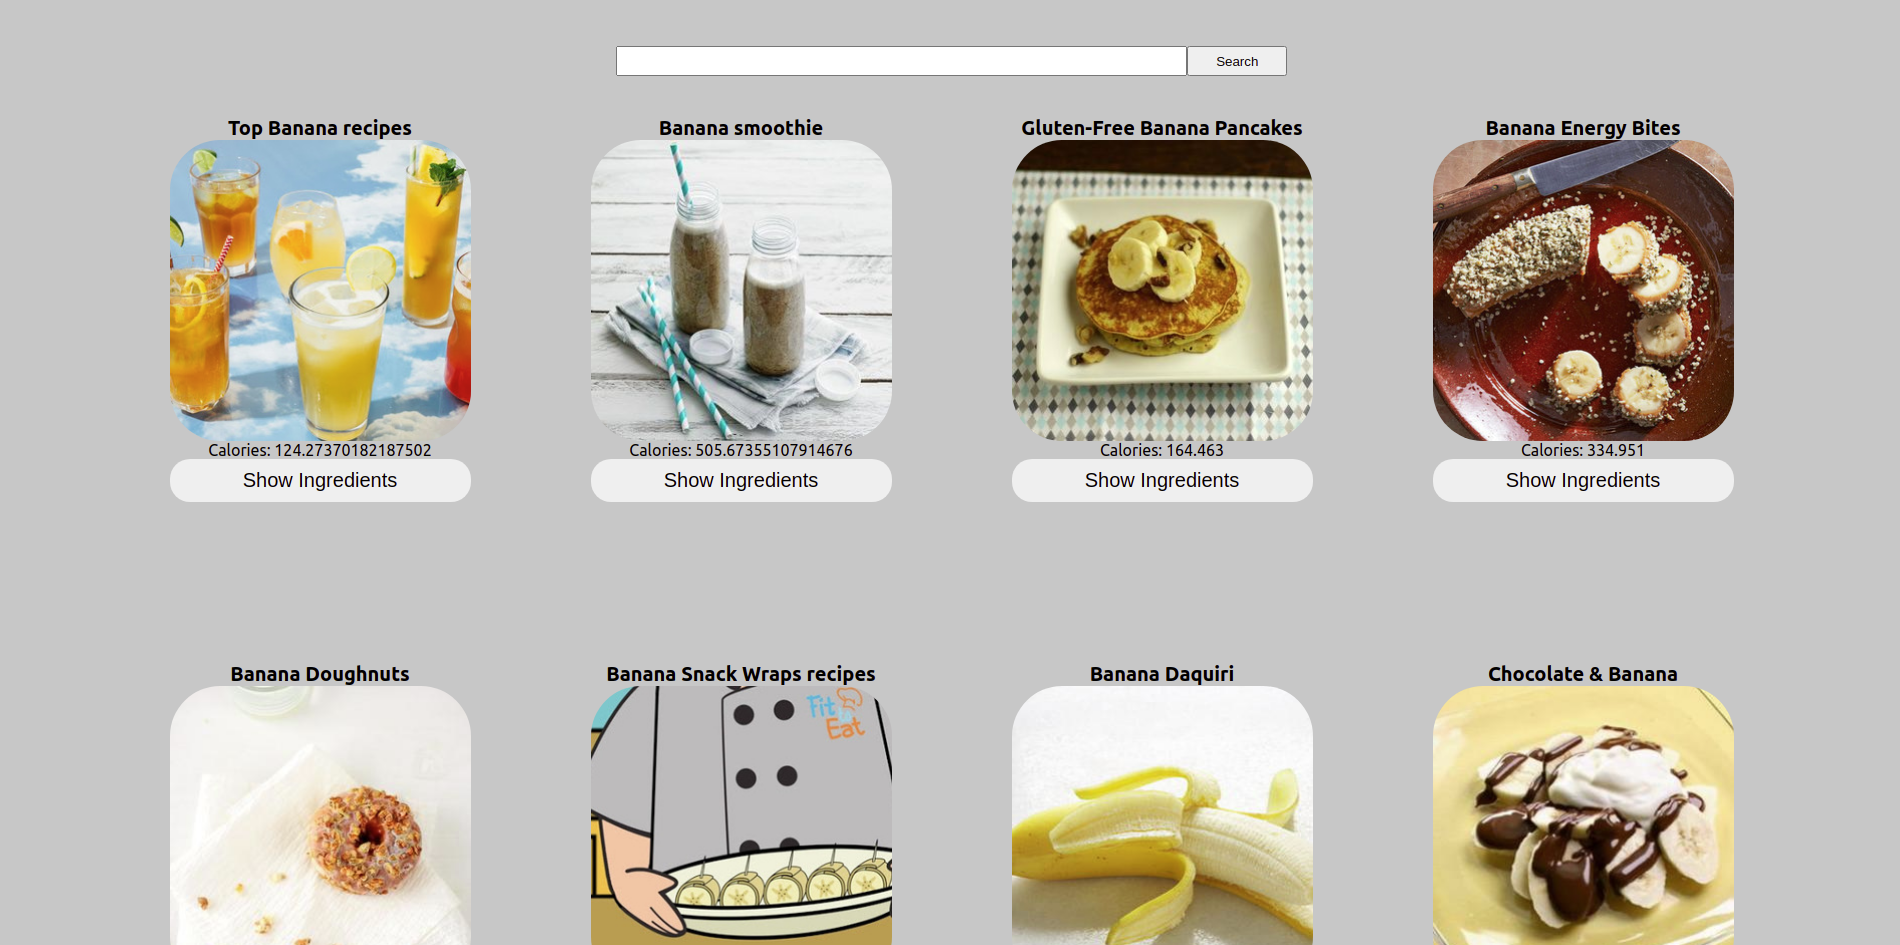 Search
Top Banana recipes
Banana smoothie
Gluten-Free Banana Pancakes
Banana Energy Bites
Calories: 124.27370182187502
Calories: 505.67355107914676
Calories: 164.463
Calories: 334.951
Show Ingredients
Show Ingredients
Show Ingredients
Show Ingredients
Banana Doughnuts
Banana Snack Wraps recipes
Banana Daquiri
Chocolate & Banana
Fit
Eat